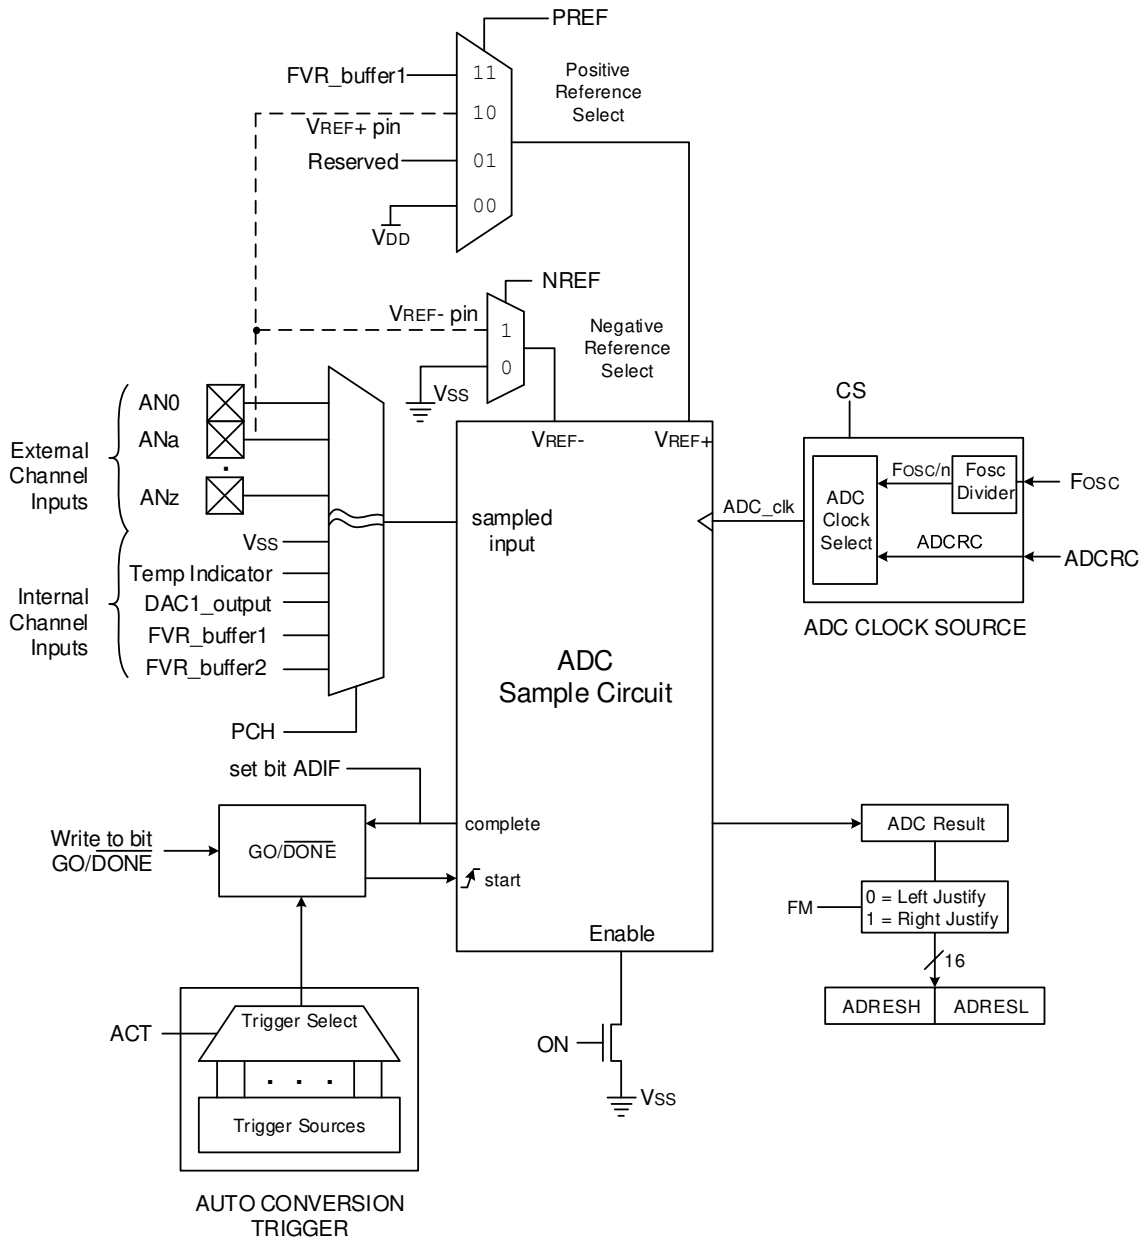 PREF
FVR_buffer1
11
Positive
Reference
Select
10
VREF+ pin
Reserved
01
00
VDD
NREF
VREF- pin
1
Negative
Reference
Select
0
VSS
CS
AN0
ANa
.
ANz
External
Channel
Inputs
VREF-
VREF+
FOSC/n
Fosc
Divider
FOSC
ADC
Clock
Select
ADC_clk
ADCRC
ADCRC
ADC CLOCK SOURCE
sampled
input
VSS
Temp Indicator
DAC1_output
FVR_buffer1
FVR_buffer2
Internal
Channel
Inputs
ADC
Sample Circuit
PCH
set bit ADIF
Write to bit
GO/DONE
GO/DONE
complete
start
Enable
ADC Result
FM
0 = Left Justify
1 = Right Justify
16
ADRESH
ADRESL
ON
VSS
ACT
Trigger Select
. . .
Trigger Sources
AUTO CONVERSION
TRIGGER